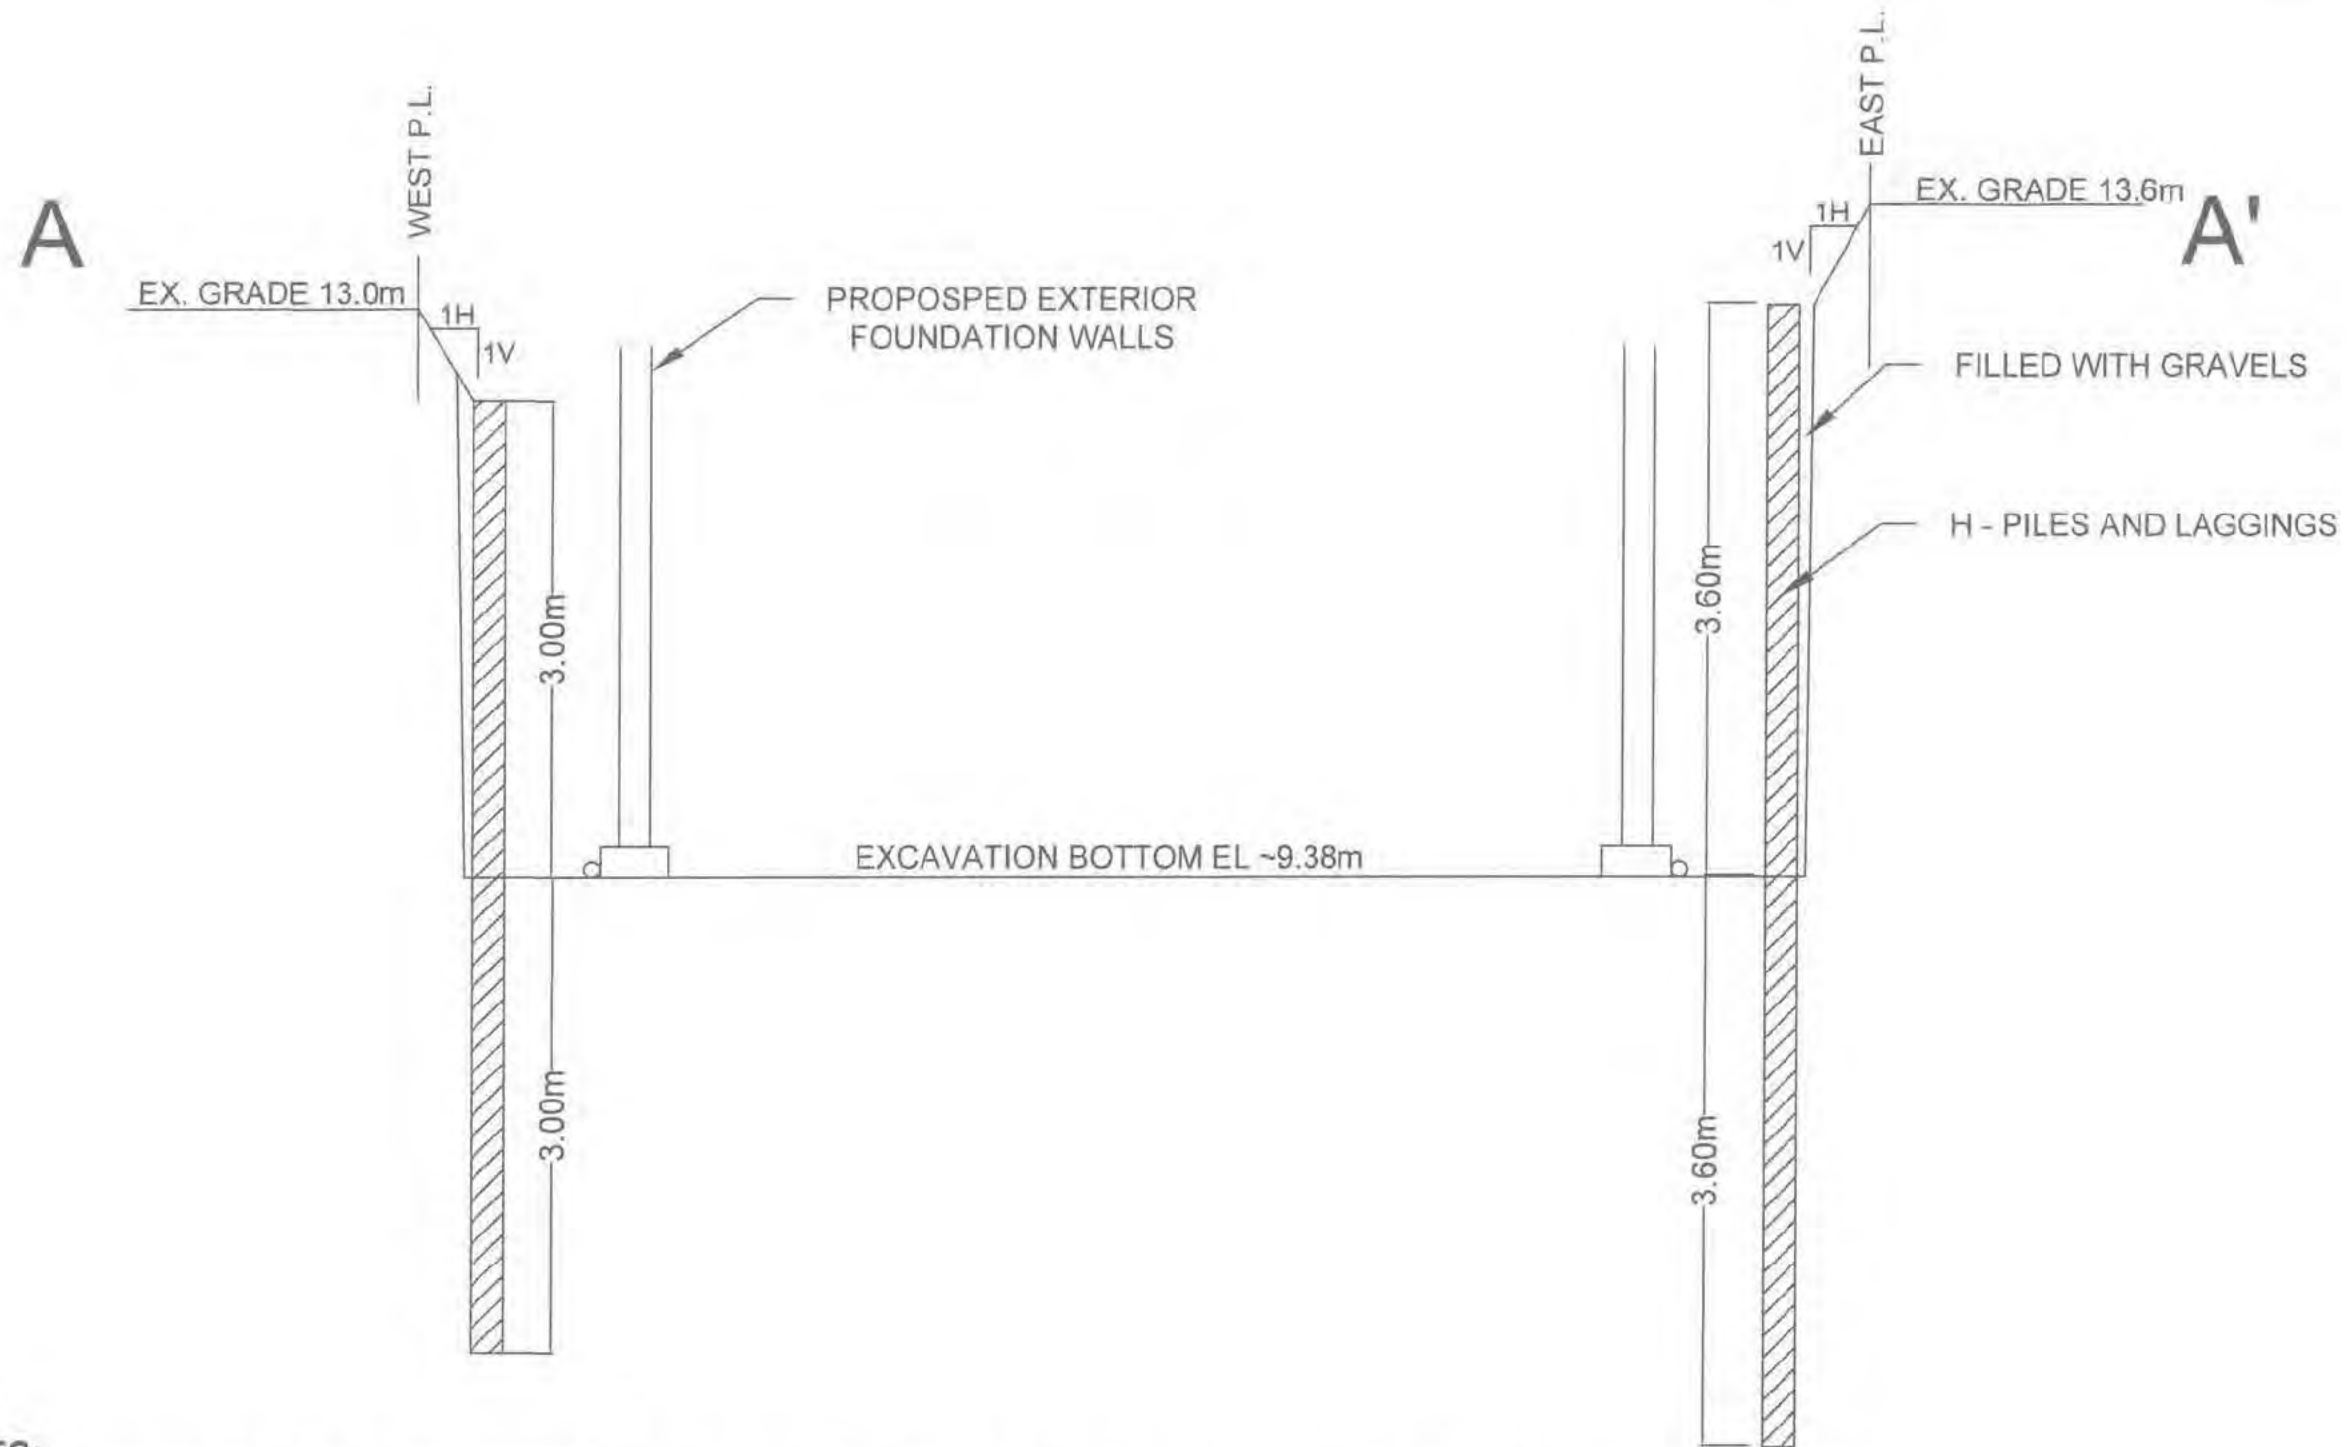 WEST P.L.
EAST P.L.
A
EX. GRADE 13.0m
1H
1V
PROPOSPED EXTERIOR
FOUNDATION WALLS
EX. GRADE 13.6m
1H
1V
A'
FILLED WITH GRAVELS
H - PILES AND LAGGINGS
3.00m
3.60m
EXCAVATION BOTTOM EL ~9.38m
3.00m
3.60m